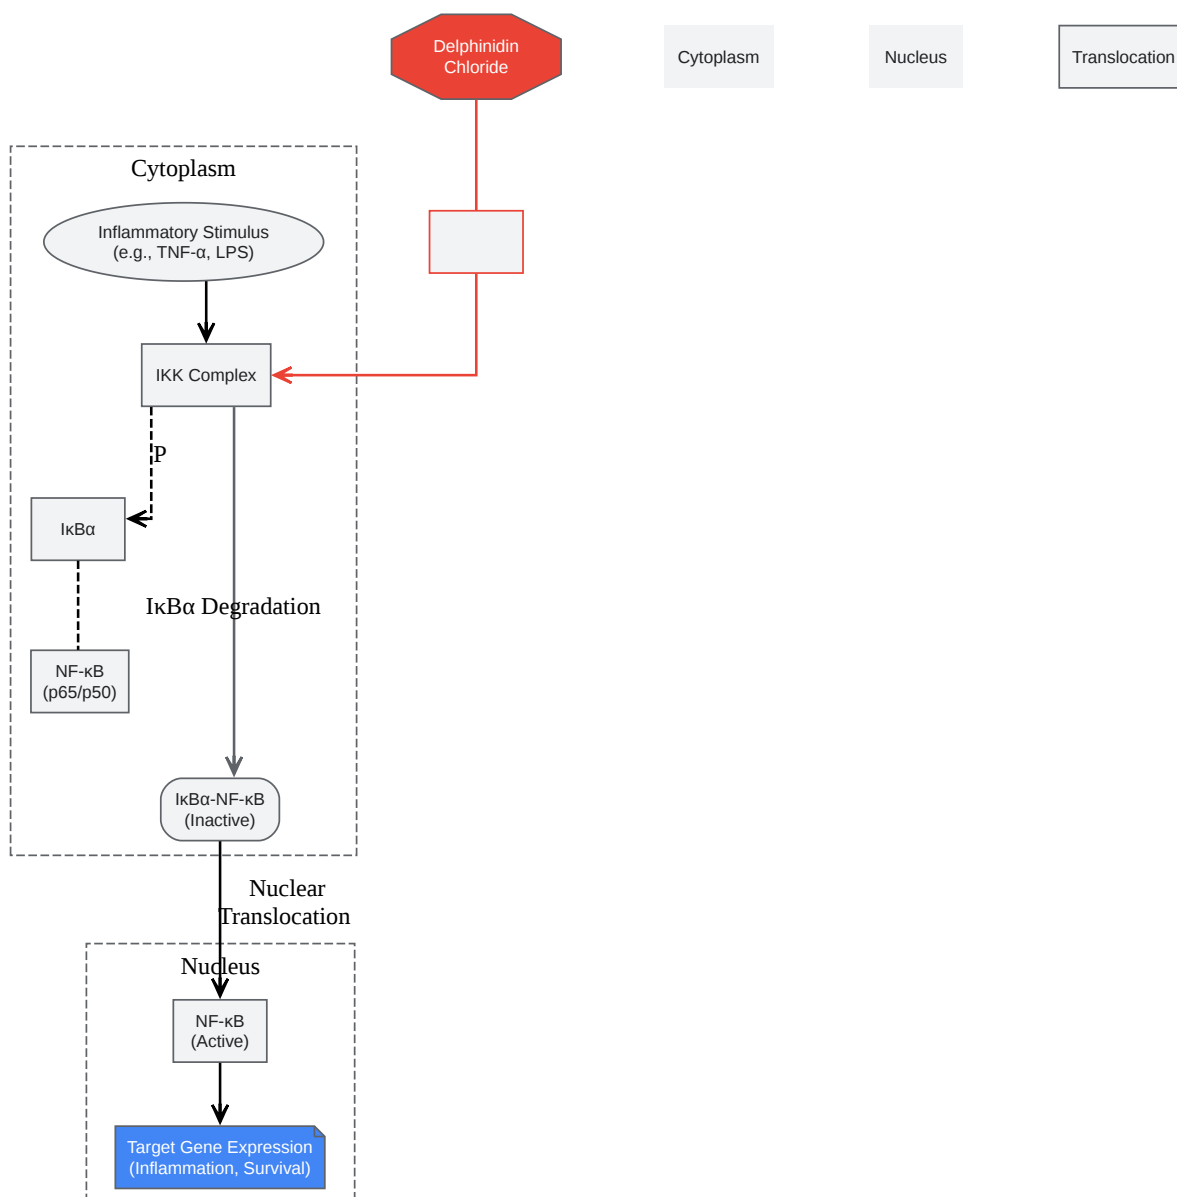 Delphinidin
Chloride
Cytoplasm
Nucleus
Translocation
Cytoplasm
Inflammatory Stimulus
(e.g., TNF-α, LPS)
IKK Complex
P
IκBα
IκBα Degradation
NF-κB
(p65/p50)
IκBα-NF-κB
(Inactive)
Nuclear
Translocation
Nucleus
NF-κB
(Active)
Target Gene Expression
(Inflammation, Survival)